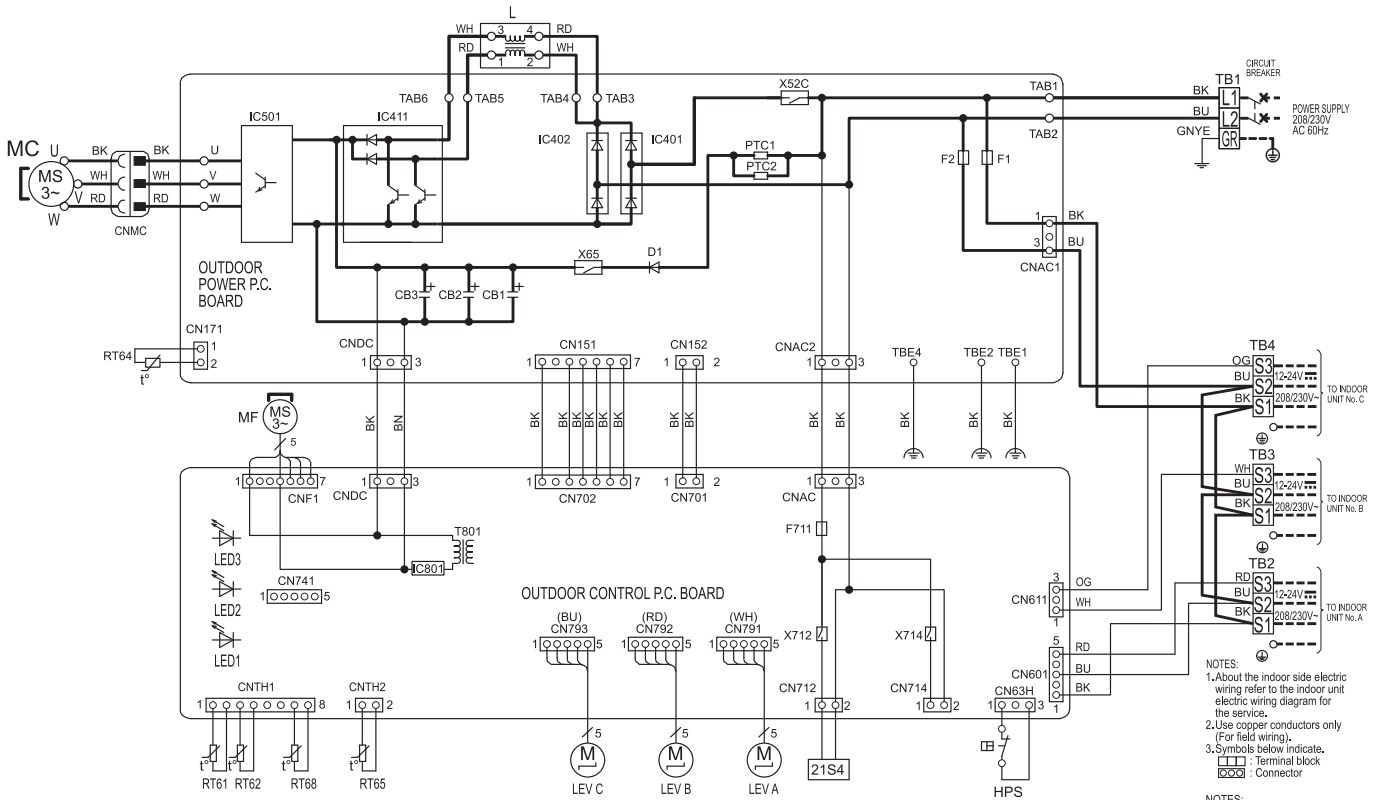 L
WH 3 4 RD
RD 1 2 WH
X52C
TAB1
TB1
CIRCUIT
BREAKER
TAB6 TAB5 TAB4 TAB3
BK L1
BU L2
GNYE GR
POWER SUPPLY
208/230V
AC 60Hz
TAB2
IC501 IC411 IC402 IC401
PTC1
PTC2
F2 F1
MC U BK BK U
MS
3~
WH WH V
V RD RD W
W
CNMC
1 BK
3 BU
CNAC1
X65 D1
OUTDOOR
POWER P.C.
BOARD
CB3 + CB2 + CB1 +
CN171
1
2
RT64
t°
CNDC
1 3
CN151
1 7
CN152
1 2
CNAC2
1 3
TBE4 TBE2 TBE1
TB4
OG S3
BU S2
BK S1
12-24V
208/230V~
TO INDOOR
UNIT No. C
MF MS
3~
5
BK BN
BK BK BK BK BK BK
BK BK
BK
BK BK BK
TB3
WH S3
BU S2
BK S1
12-24V
208/230V~
TO INDOOR
UNIT No. B
1 7
CNF1
CNDC
1 3
1 7
CN702
1 2
CN701
CNAC
1 3
T801
IC801
F711
LED3
LED2
LED1
CN741
1 5
OUTDOOR CONTROL P.C. BOARD
TB2
RD S3
BU S2
BK S1
12-24V
208/230V~
TO INDOOR
UNIT No. A
3 OG
CN611
WH
1
(BU)
CN793
1 5
(RD)
CN792
1 5
(WH)
CN791
1 5
X712 X714
5
RD
CN601
BU
BK
1
CNTH1
1 8
CNTH2
1 2
CN712
1 2
CN714
1 2
CN63H
1 3
t° RT61
t° RT62
t° RT68
t° RT65
5 M LEV C
5 M LEV B
5 M LEV A
21S4
HPS
NOTES:
1.About the indoor side electric
wiring refer to the indoor unit
electric wiring diagram for
the service.
2.Use copper conductors only
(For field wiring).
3.Symbols below indicate.
: Terminal block
: Connector
NOTES: